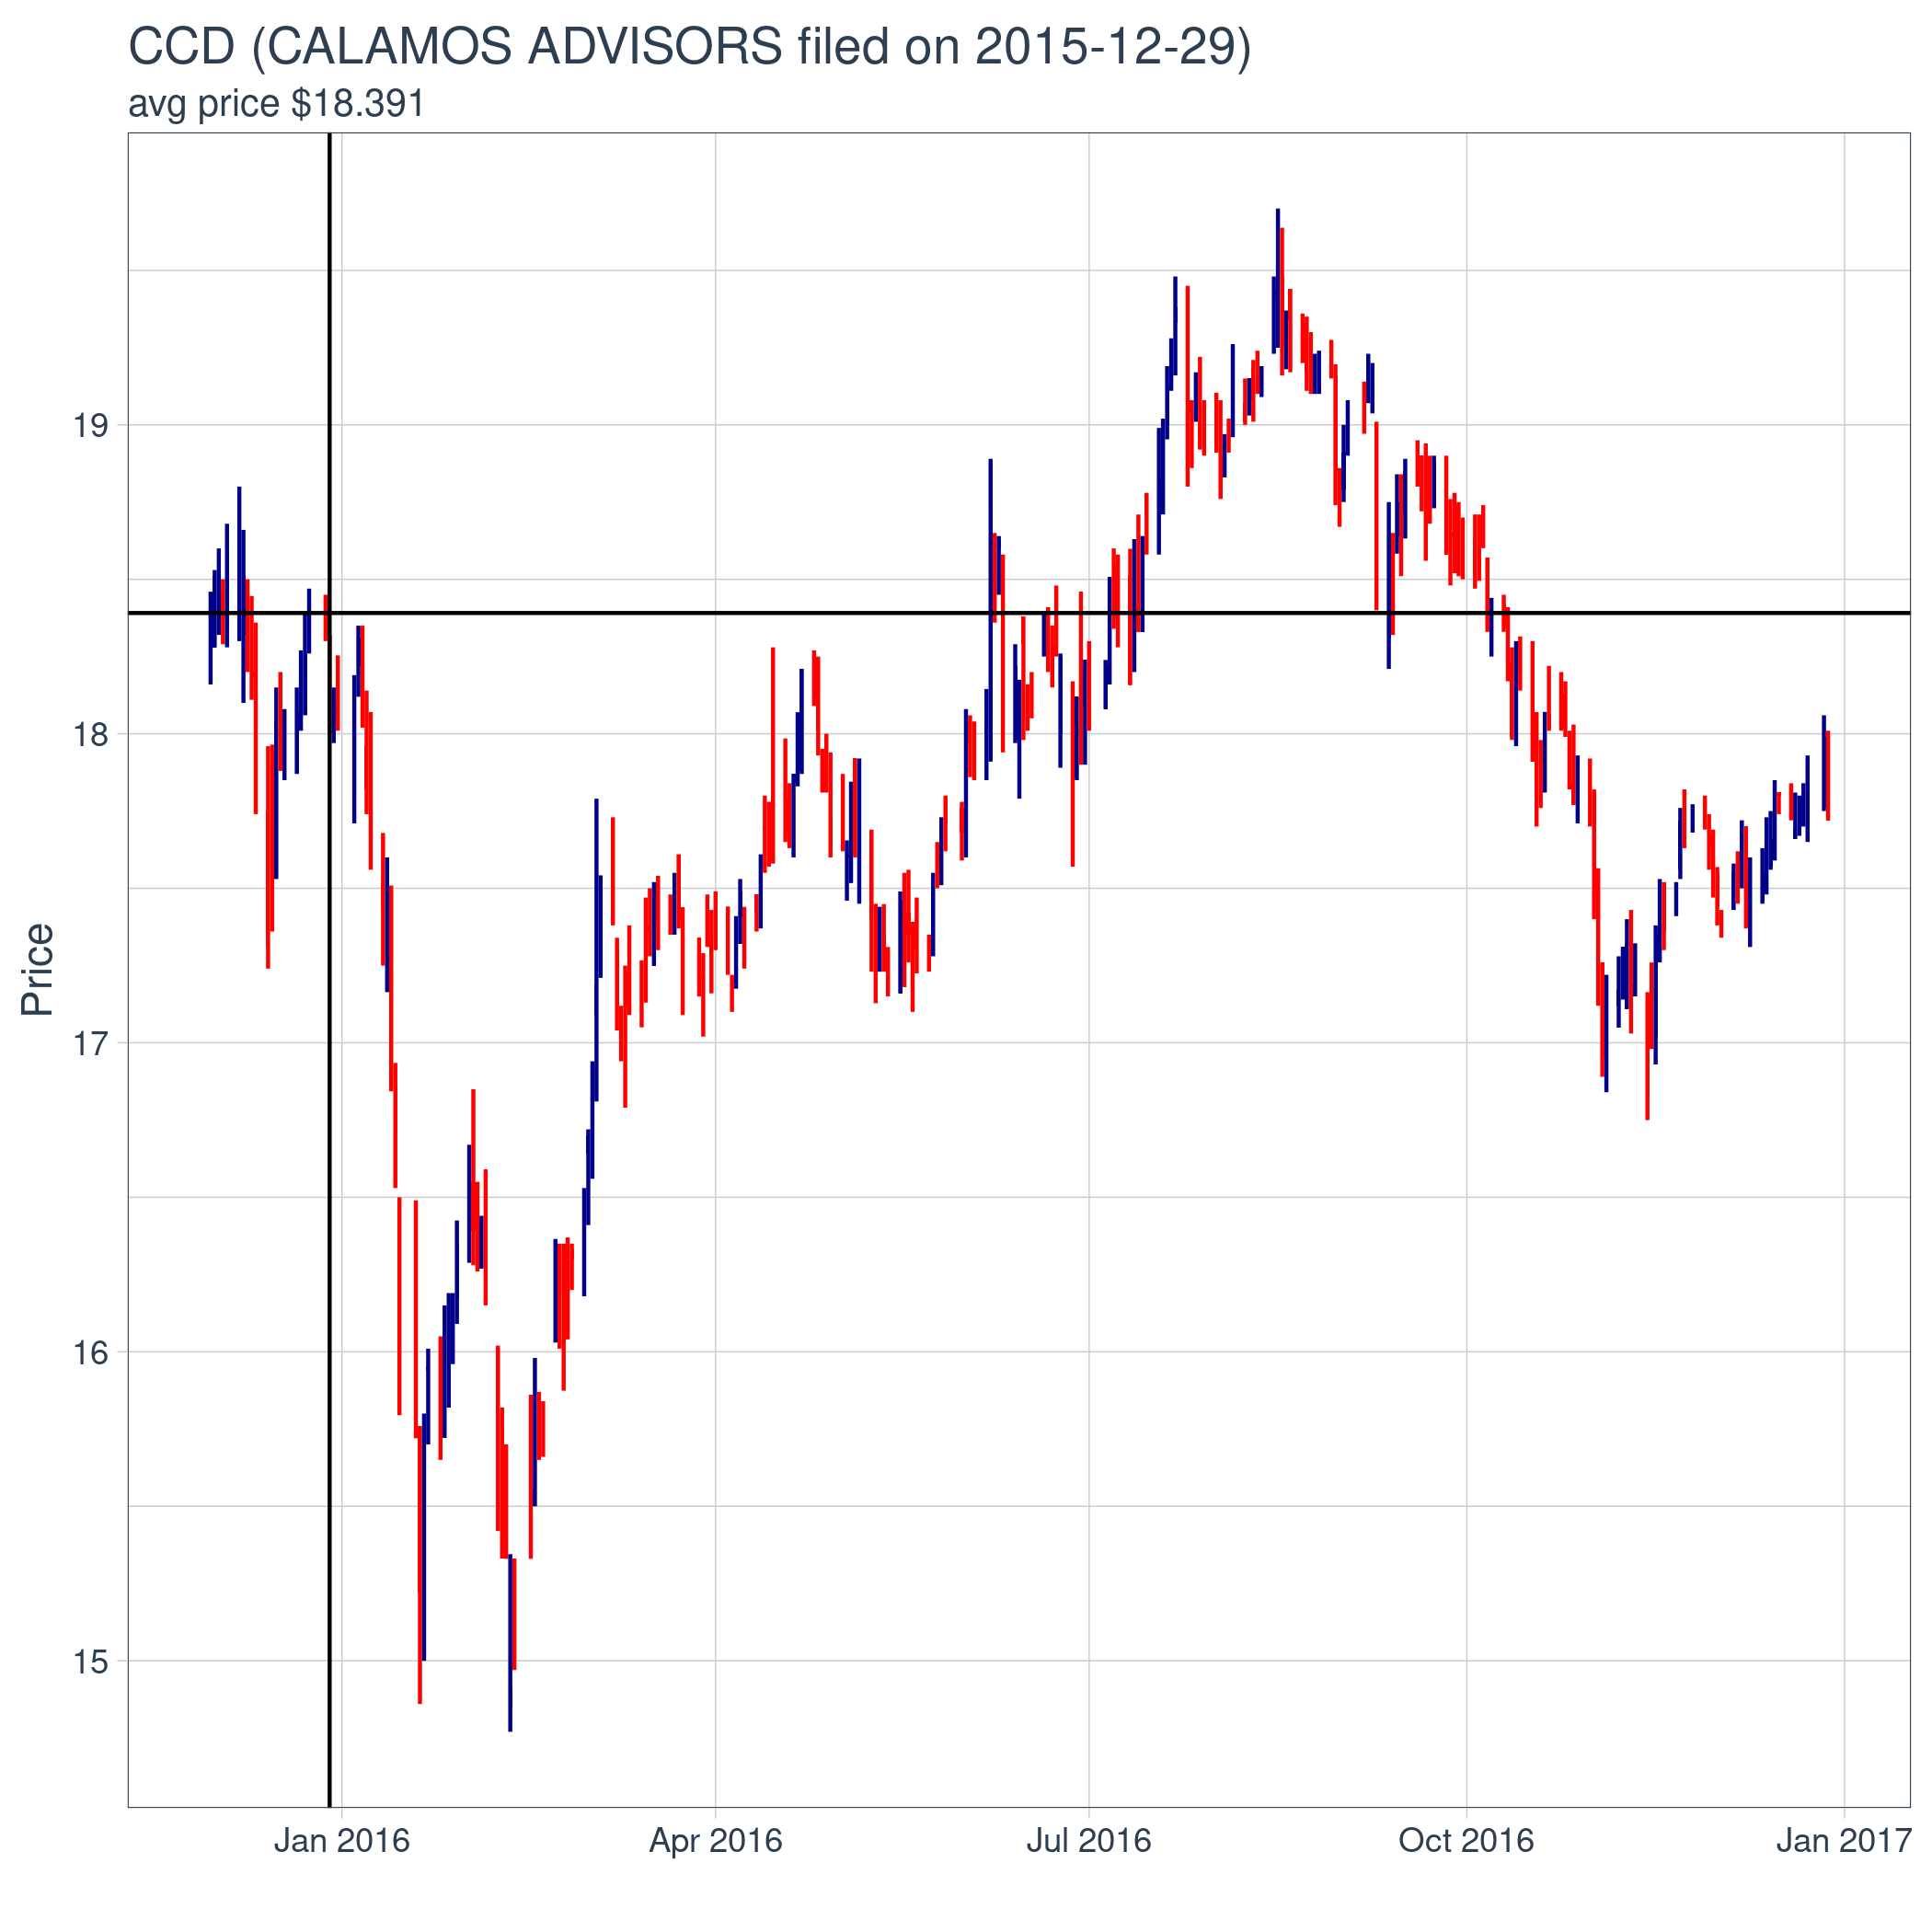 CCD (CALAMOS ADVISORS filed on 2015-12-29)
avg price $18.391
Price
19
18
17
16
15
Jan 2016
Apr 2016
Jul 2016
Oct 2016
Jan 2017